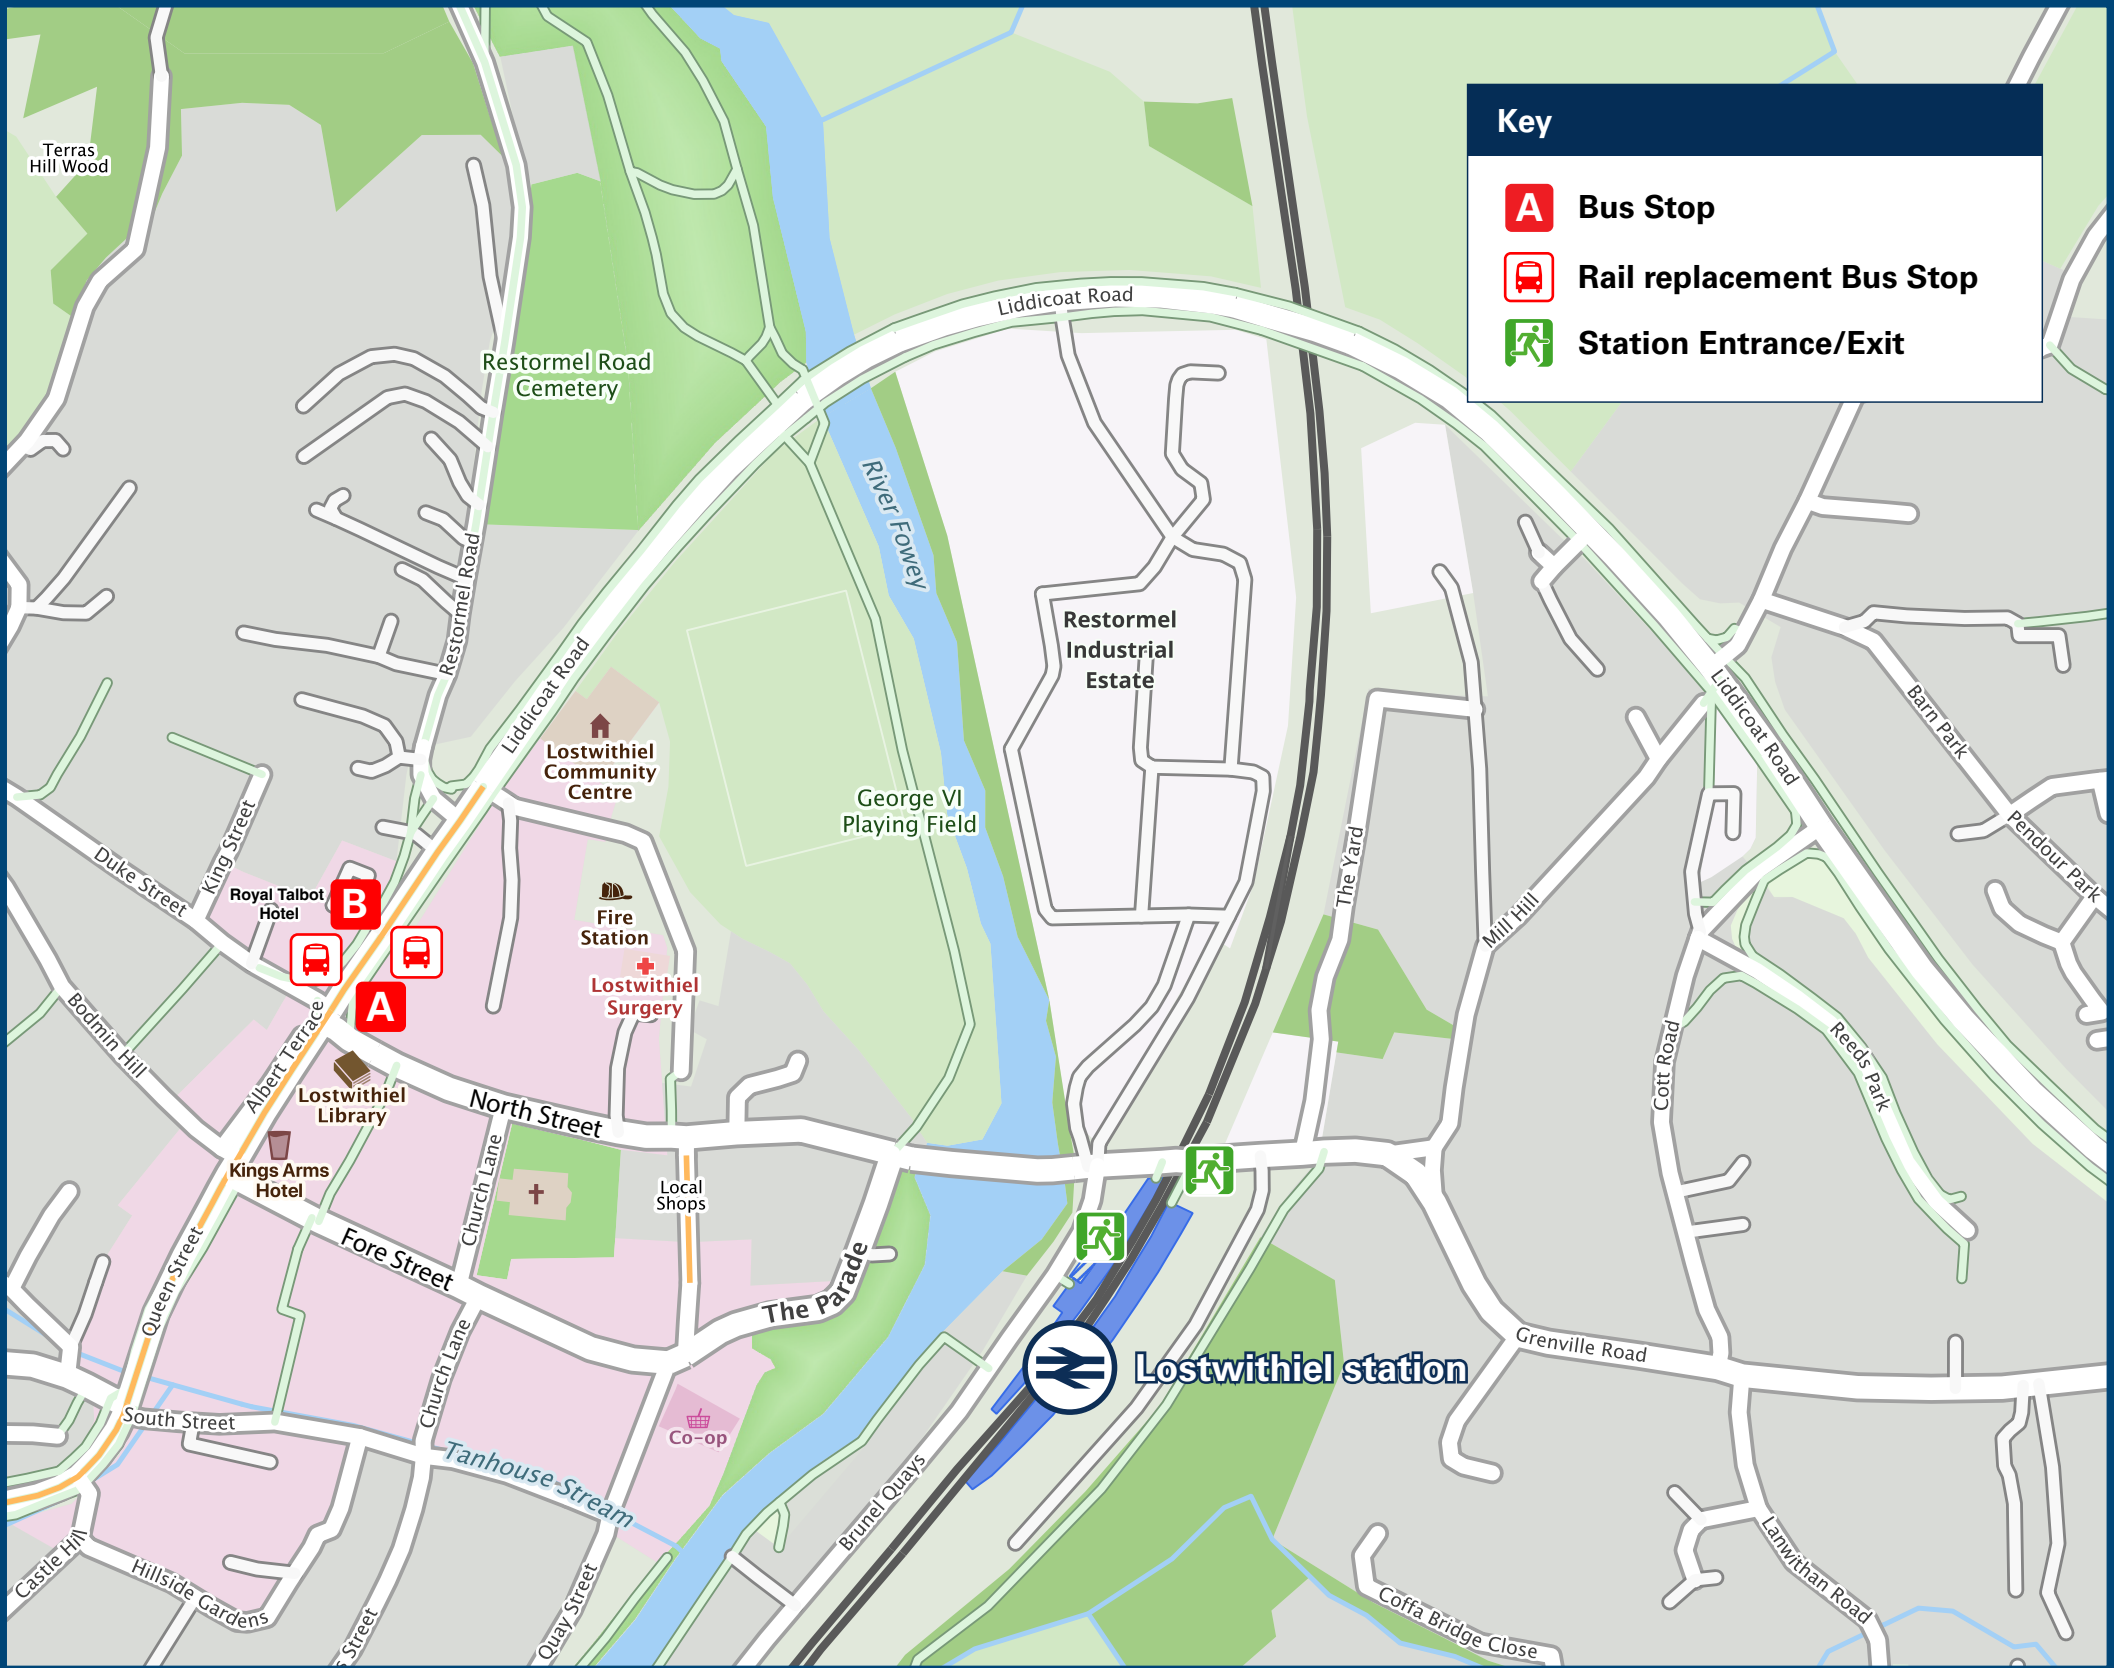 Key
A
Bus Stop
Rail replacement Bus Stop
Station Entrance/Exit
Terras
Hill Wood
Liddicoat Road
Restormel Road
Cemetery
River Fowey
Restormel Road
Restormel
Industrial
Estate
Liddicoat Road
Lostwithiel
Community
Centre
George VI
Playing Field
Liddicoat Road
Barn Park
Pendour Park
King Street
Duke Street
Royal Talbot
Hotel
B
A
Fire
Station
Lostwithiel
Surgery
The Yard
Mill Hill
Bodmin Hill
Albert Terrace
Lostwithiel
Library
North Street
Cott Road
Reeds Park
Kings Arms
Hotel
Church Lane
Local
Shops
Queen Street
Fore Street
The Parade
Lostwithiel station
Grenville Road
South Street
Church Lane
Tanhouse Stream
Co-op
Brunel Quays
Castle Hill
Hillside Gardens
s Street
Quay Street
Coffa Bridge Close
Lanwithan Road